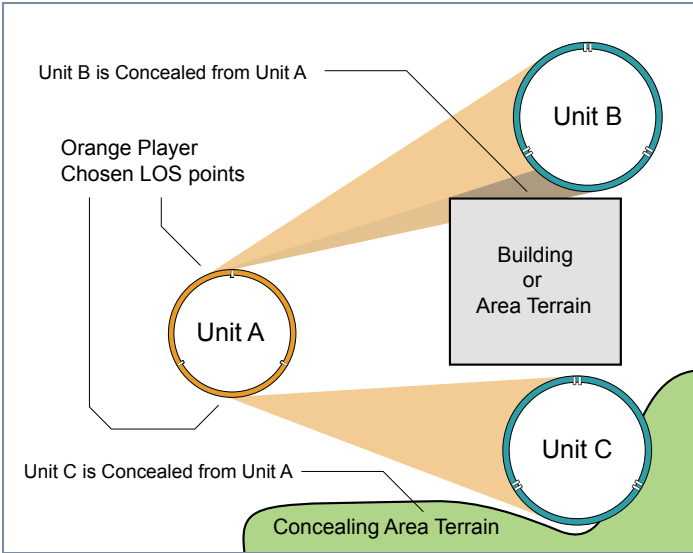 Unit B is Concealed from Unit A
Unit B
Orange Player
Chosen LOS points
Building
or
Area Terrain
Unit A
Unit C
Unit C is Concealed from Unit A
Concealing Area Terrain